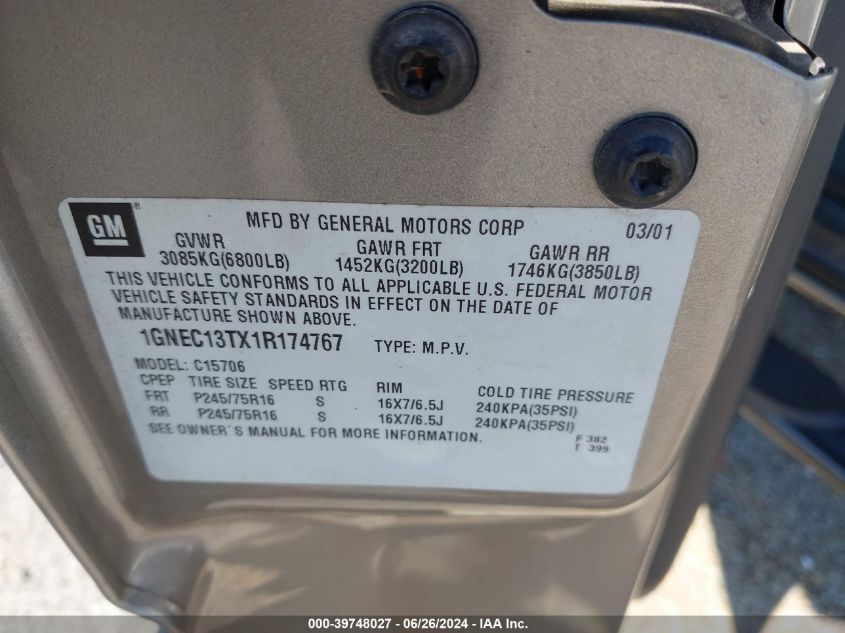 GM
MFD BY GENERAL MOTORS CORP 03/01
GVWR GAWR FRT GAWR RR
3085KG(6800LB) 1452KG(3200LB) 1746KG(3850LB)
THIS VEHICLE CONFORMS TO ALL APPLICABLE U.S. FEDERAL MOTOR
VEHICLE SAFETY STANDARDS IN EFFECT ON THE DATE OF
MANUFACTURE SHOWN ABOVE.
1GNEC13TX1R174767 TYPE: M.P.V.
MODEL: C15706
CPEP TIRE SIZE SPEED RTG RIM COLD TIRE PRESSURE
FRT P245/75R16 S 16X7/6.5J 240KPA(35PSI)
RR P245/75R16 S 16X7/6.5J 240KPA(35PSI)
SEE OWNER'S MANUAL FOR MORE INFORMATION.
F 382
T 399
000-39748027 - 06/26/2024 - IAA Inc.